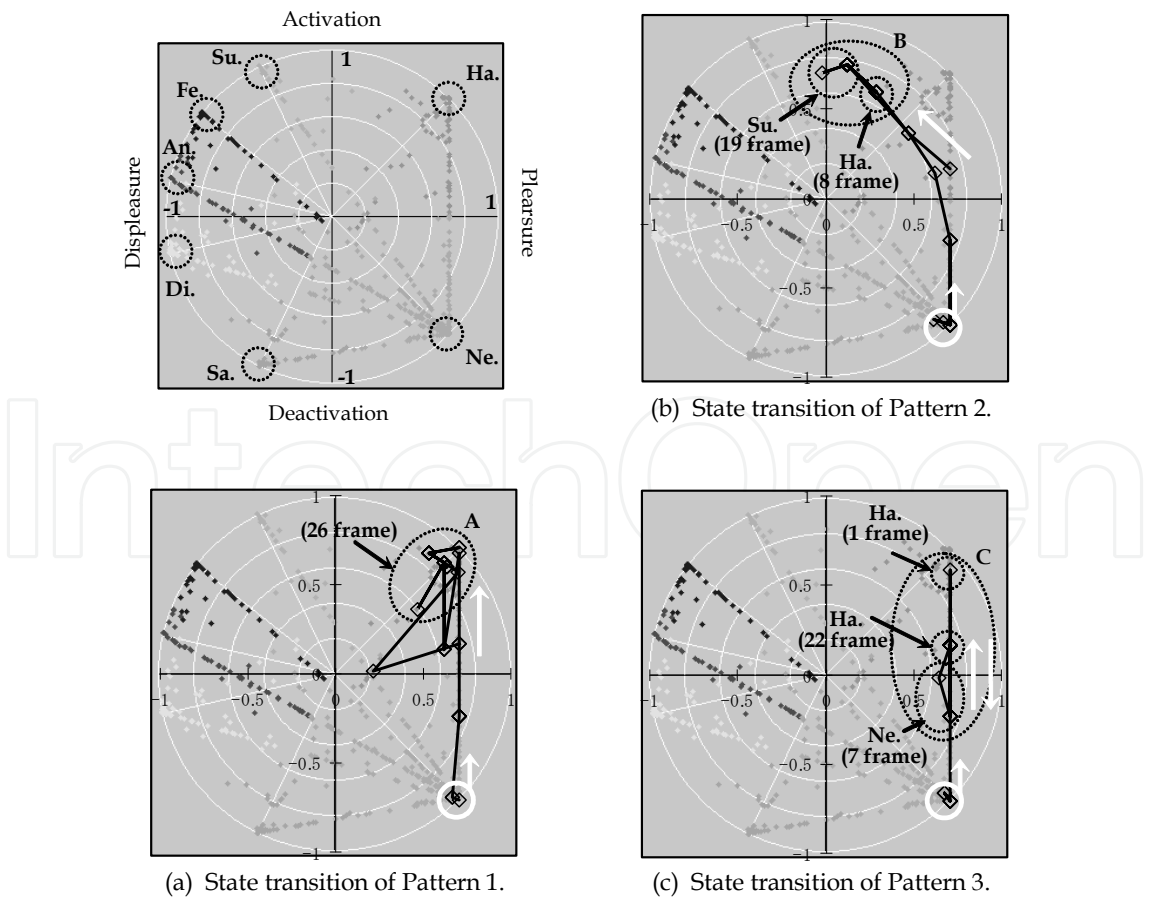 Activation
Su.
1
Ha.
Fe.
An.
-1
1
Displeasure
Plearsure
Di.
Sa.
-1
Ne.
Deactivation
1
B
0.5
Su.
(19 frame)
Ha.
(8 frame)
-1
-0.5
0
0
0.5
1
-0.5
-1
(b) State transition of Pattern 2.
IntechOpen
1
A
(26 frame)
0.5
-1
-0.5
0
0
0.5
1
-0.5
-1
(a) State transition of Pattern 1.
1
Ha.
(1 frame)
C
0.5
Ha.
(22 frame)
-1
-0.5
0
0
0.5
1
Ne.
(7 frame)
-0.5
-1
(c) State transition of Pattern 3.